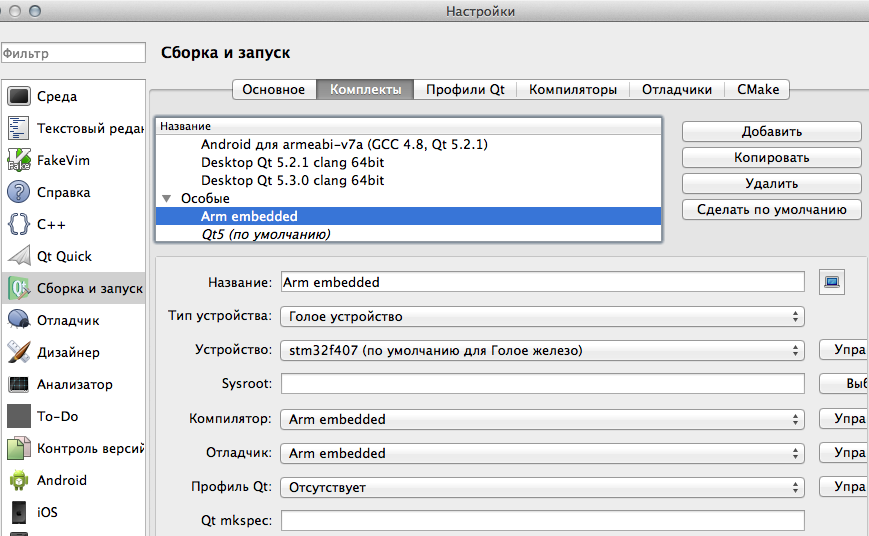 Настройки
Фильтр
Сборка и запуск
Среда
Текстовый редак
FakeVim
Справка
C++
Qt Quick
Сборка и запуск
Отладчик
Дизайнер
Анализатор
To-Do
Контроль версий
Android
iOS
Основное Комплекты Профили Qt Компиляторы Отладчики CMake
Название
Android для armeabi-v7a (GCC 4.8, Qt 5.2.1)
Desktop Qt 5.2.1 clang 64bit
Desktop Qt 5.3.0 clang 64bit
Особые
Arm embedded
Qt5 (по умолчанию)
Добавить
Копировать
Удалить
Сделать по умолчанию
Название: Arm embedded
Тип устройства: Голое устройство
Устройство: stm32f407 (по умолчанию для Голое железо) Упра
Sysroot: Выб
Компилятор: Arm embedded Упра
Отладчик: Arm embedded Упра
Профиль Qt: Отсутствует Упра
Qt mkspec: